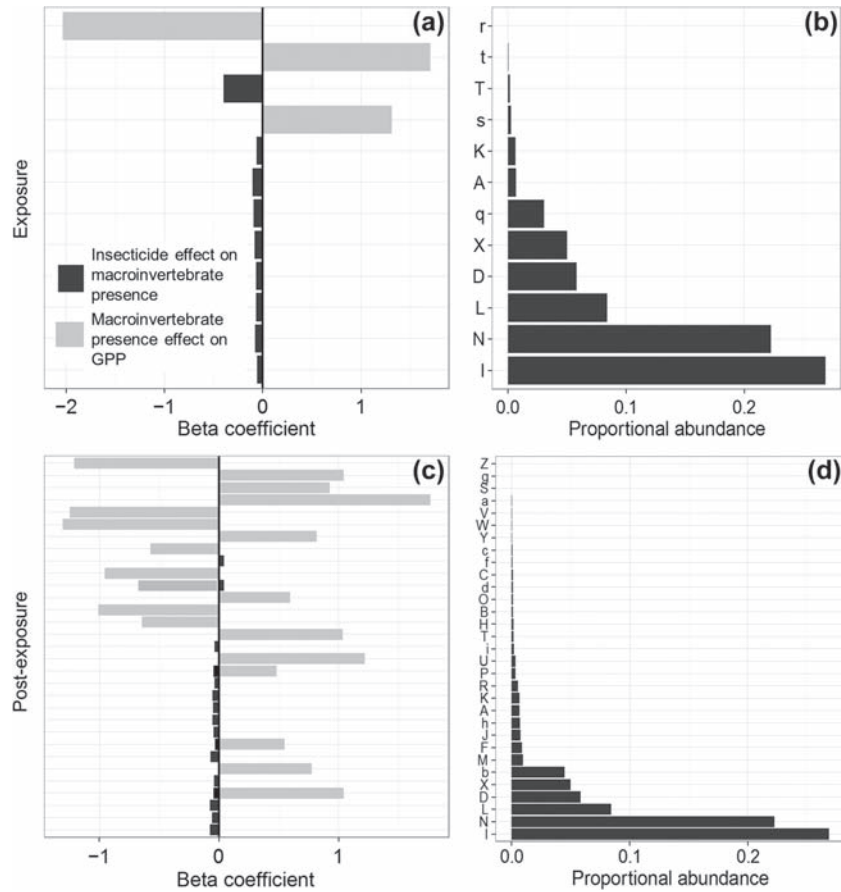 (a)
Exposure
Insecticide effect on
macroinvertebrate
presence
Macroinvertebrate
presence effect on
GPP
−2
−1
0
1
Beta coefficient
(b)
r
t
T
s
K
A
q
X
D
L
N
I
0.0
0.1
0.2
Proportional abundance
(c)
Post-exposure
−1
0
1
Beta coefficient
(d)
Z
g
S
a
V
W
Y
c
f
C
d
O
B
H
T
i
U
P
R
K
A
h
J
F
M
b
X
D
L
N
I
0.0
0.1
0.2
Proportional abundance